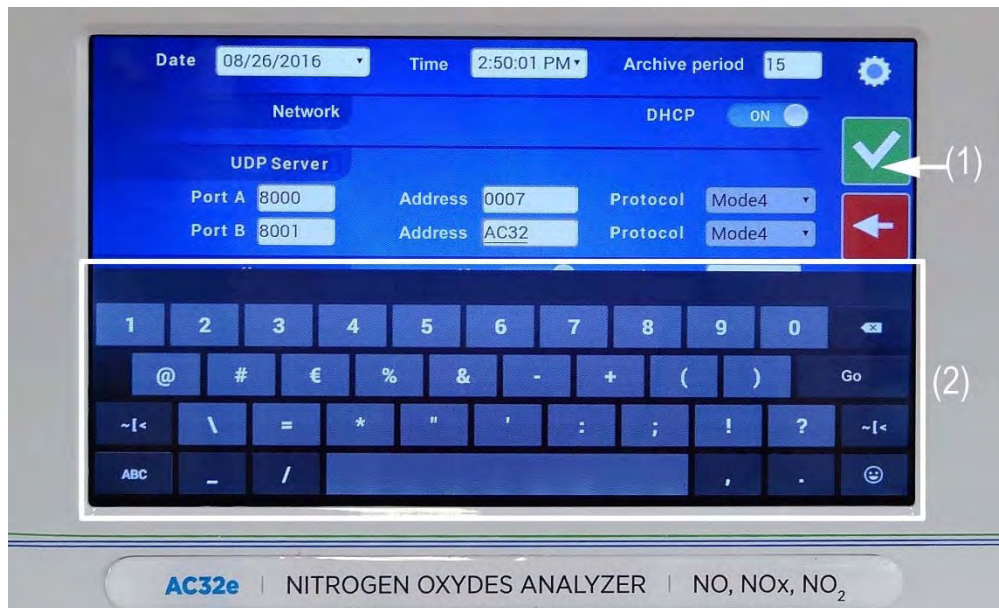 Date 08/26/2016 Time 2:50:01 PM Archive period 15
Network DHCP ON
(1)
UDP Server
Port A 8000 Address 0007 Protocol Mode4
Port B 8001 Address AC32 Protocol Mode4
1 2 3 4 5 6 7 8 9 0
@ # € % & - + ( ) Go
(2)
~[< \ = * " ' : ; ! ? ~[<
ABC _ / , .
AC32e | NITROGEN OXYDES ANALYZER | NO, NOx, NO₂